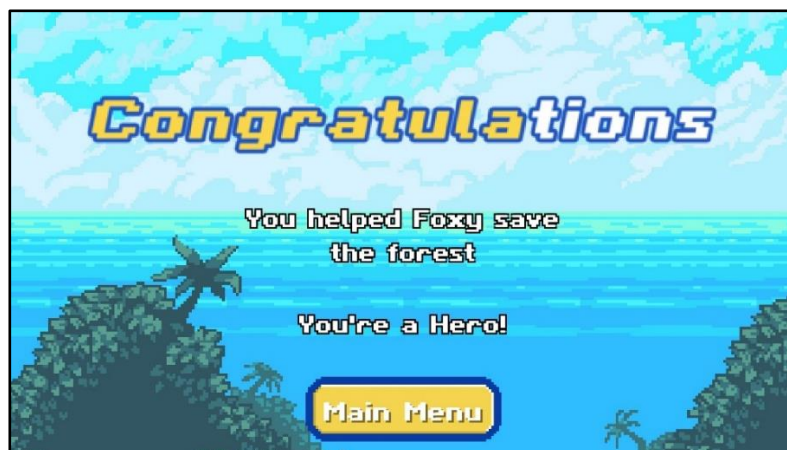 Congratulations
You helped Foxy save
the forest
You're a Hero!
Main Menu